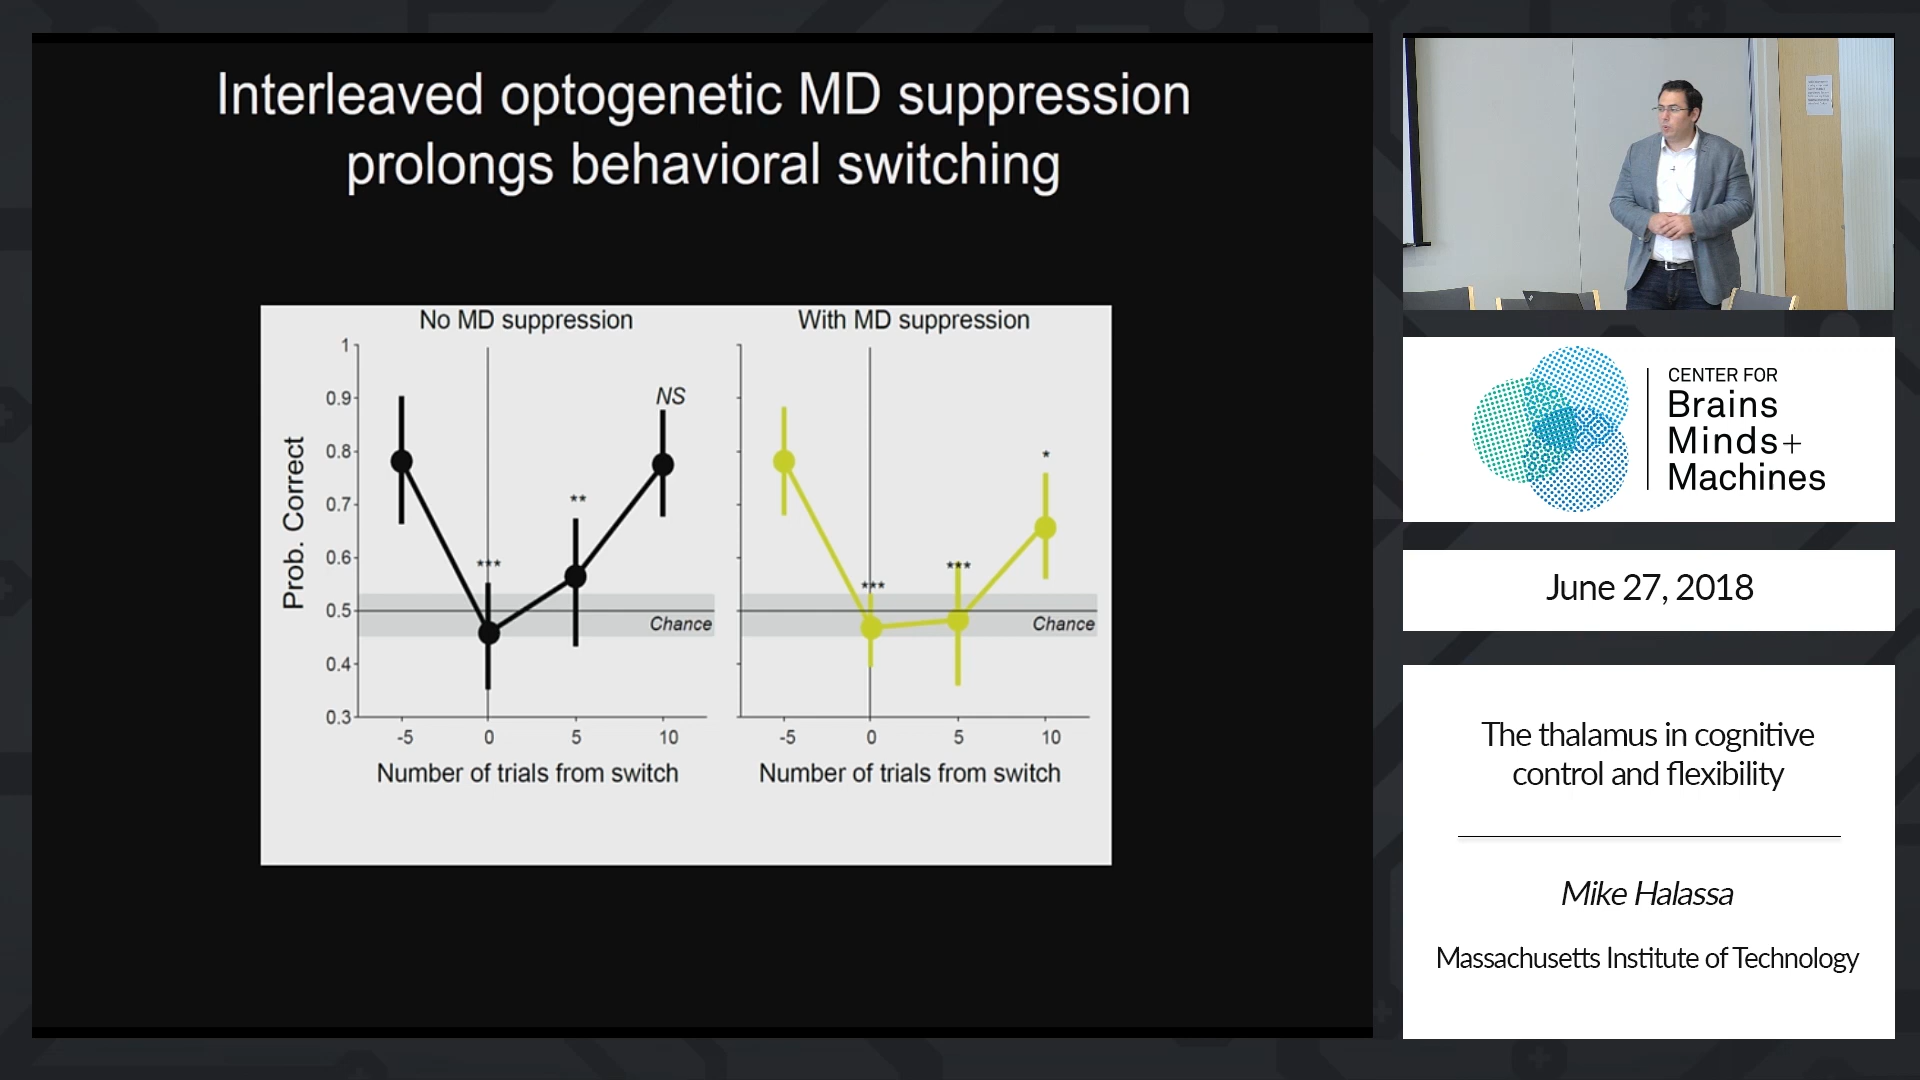 Interleaved optogenetic MD suppression
prolongs behavioral switching
No MD suppression
With MD suppression
Prob. Correct
1
0.9
0.8
0.7
0.6
0.5
0.4
0.3
***
**
NS
Chance
-5 0 5 10
Number of trials from switch
***
***
*
Chance
-5 0 5 10
Number of trials from switch
CENTER FOR
Brains
Minds+
Machines
June 27, 2018
The thalamus in cognitive
control and flexibility
Mike Halassa
Massachusetts Institute of Technology